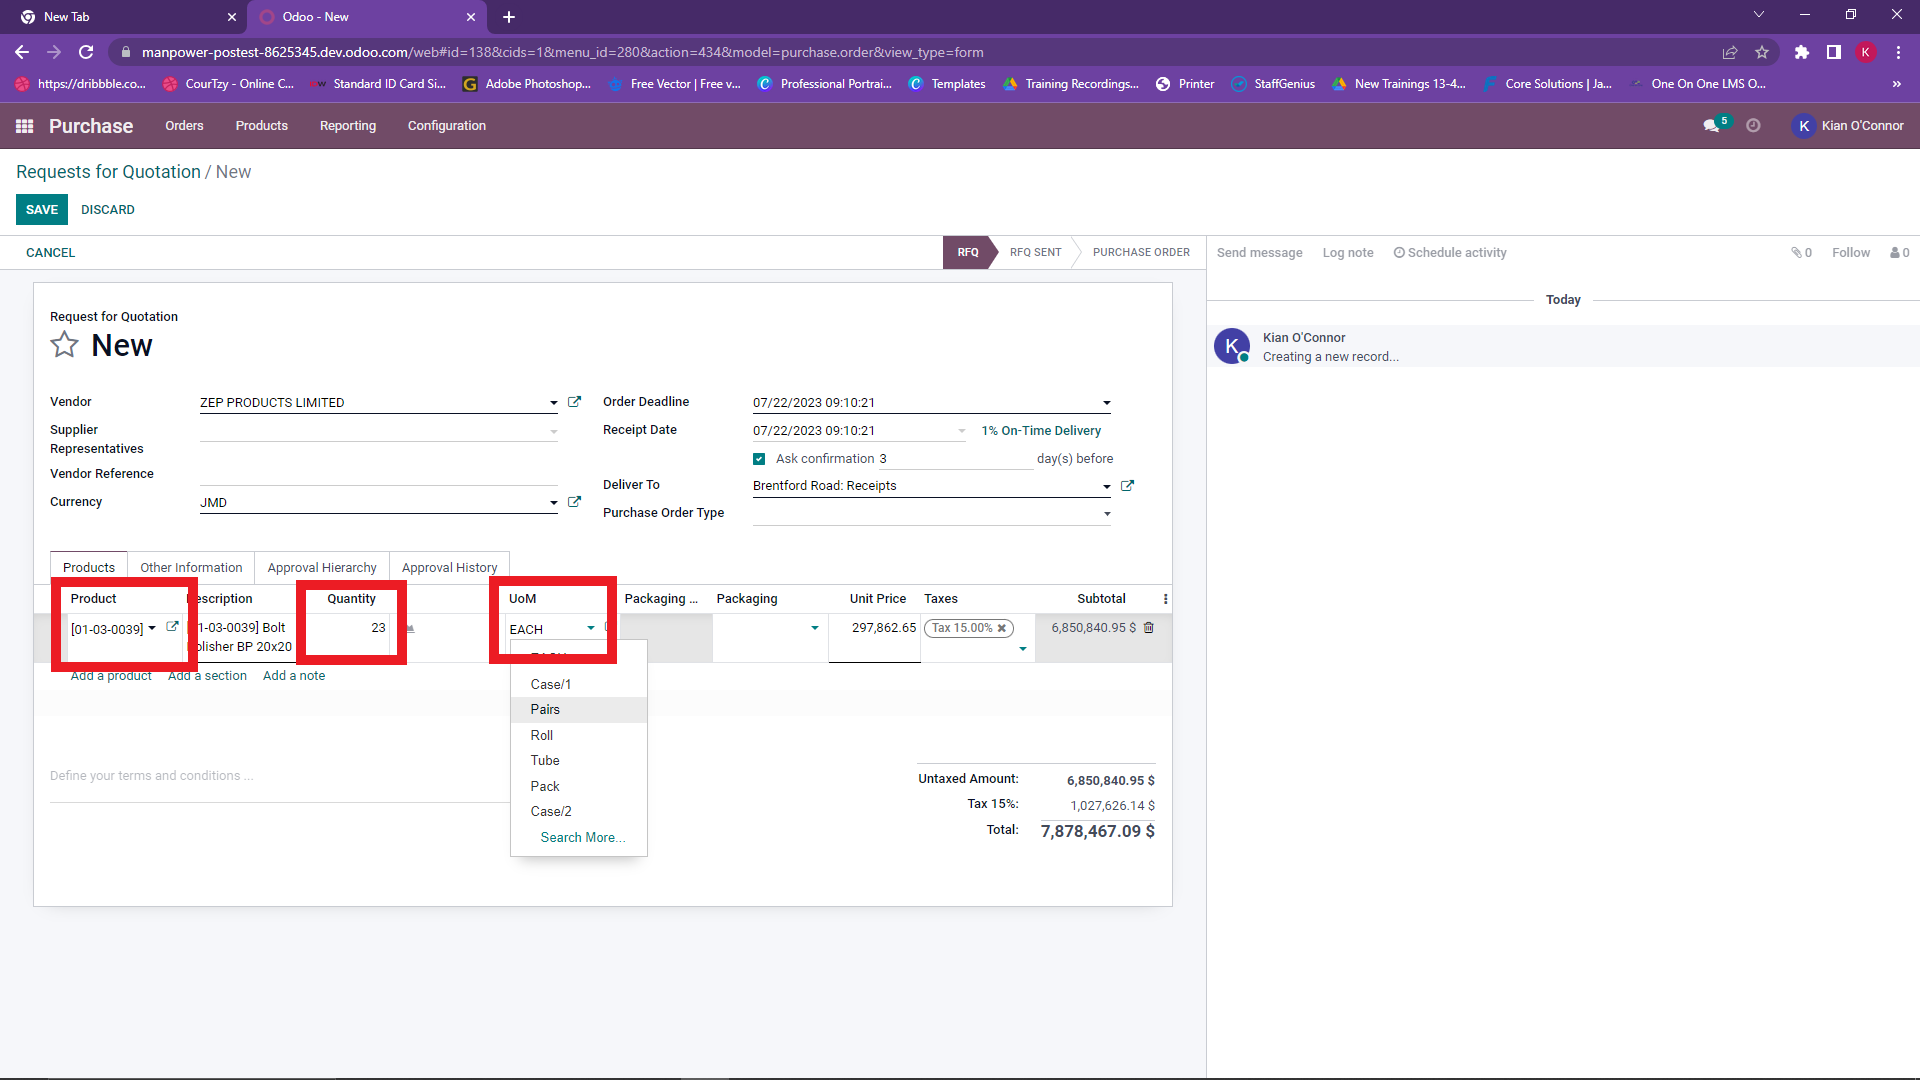 New Tab
Odoo - New
manpower-postest-8625345.dev.odoo.com/web#id=138&cids=1&menu_id=280&action=434&model=purchase.order&view_type=form
K
https://dribbble.co...
CourTzy - Online C...
Standard ID Card Si...
Adobe Photoshop...
Free Vector | Free v...
Professional Portrai...
Templates
Training Recordings...
Printer
StaffGenius
New Trainings 13-4...
Core Solutions | Ja...
One On One LMS O...
»
Purchase
Orders
Products
Reporting
Configuration
5
K
Kian O'Connor
Requests for Quotation / New
SAVE
DISCARD
CANCEL
RFQ
RFQ SENT
PURCHASE ORDER
Send message
Log note
Schedule activity
0
Follow
0
Today
K
Kian O'Connor
Creating a new record...
Request for Quotation
New
Vendor
ZEP PRODUCTS LIMITED
Supplier
Representatives
Vendor Reference
Currency
JMD
Order Deadline
07/22/2023 09:10:21
Receipt Date
07/22/2023 09:10:21
1% On-Time Delivery
Ask confirmation 3
day(s) before
Deliver To
Brentford Road: Receipts
Purchase Order Type
Products
Other Information
Approval Hierarchy
Approval History
Product
escription
Quantity
UoM
Packaging ...
Packaging
Unit Price
Taxes
Subtotal
[01-03-0039]
1-03-0039] Bolt
olisher BP 20x20
23
EACH
297,862.65
Tax 15.00%
6,850,840.95 $
Add a product
Add a section
Add a note
Case/1
Pairs
Roll
Tube
Pack
Case/2
Search More...
Define your terms and conditions ...
Untaxed Amount:
6,850,840.95 $
Tax 15%:
1,027,626.14 $
Total:
7,878,467.09 $